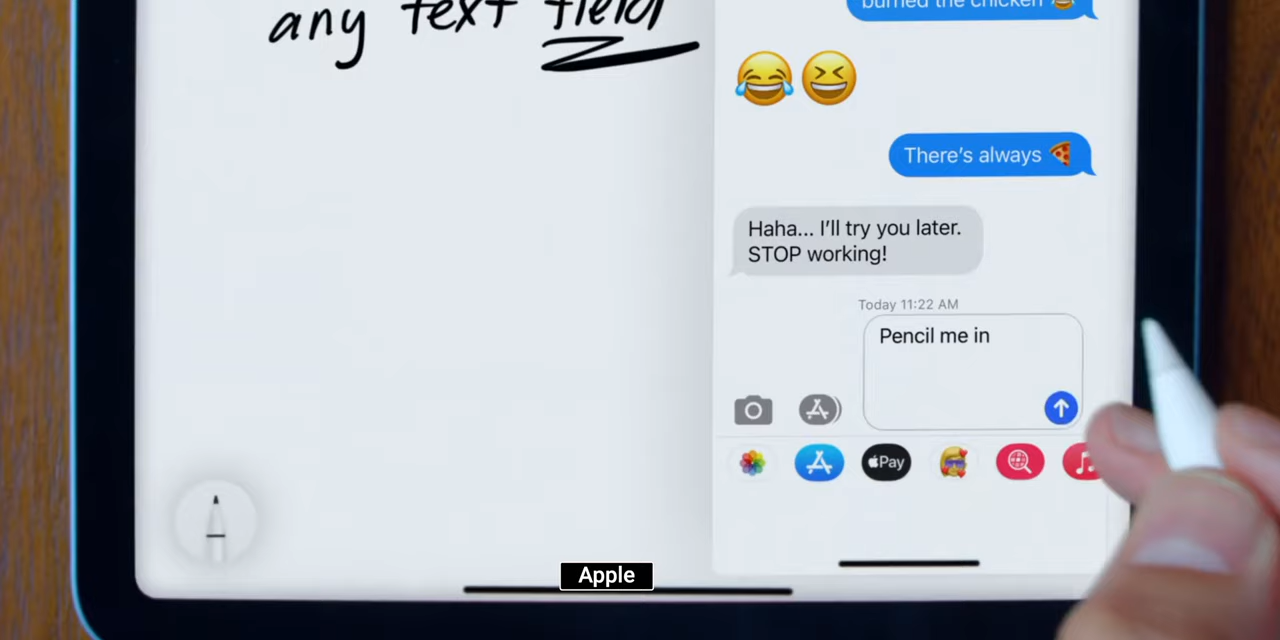 any text field
burned the chicken 😂
😂😆
There's always 🍕
Haha... I'll try you later.
STOP working!
Today 11:22 AM
Pencil me in
Pay
Apple